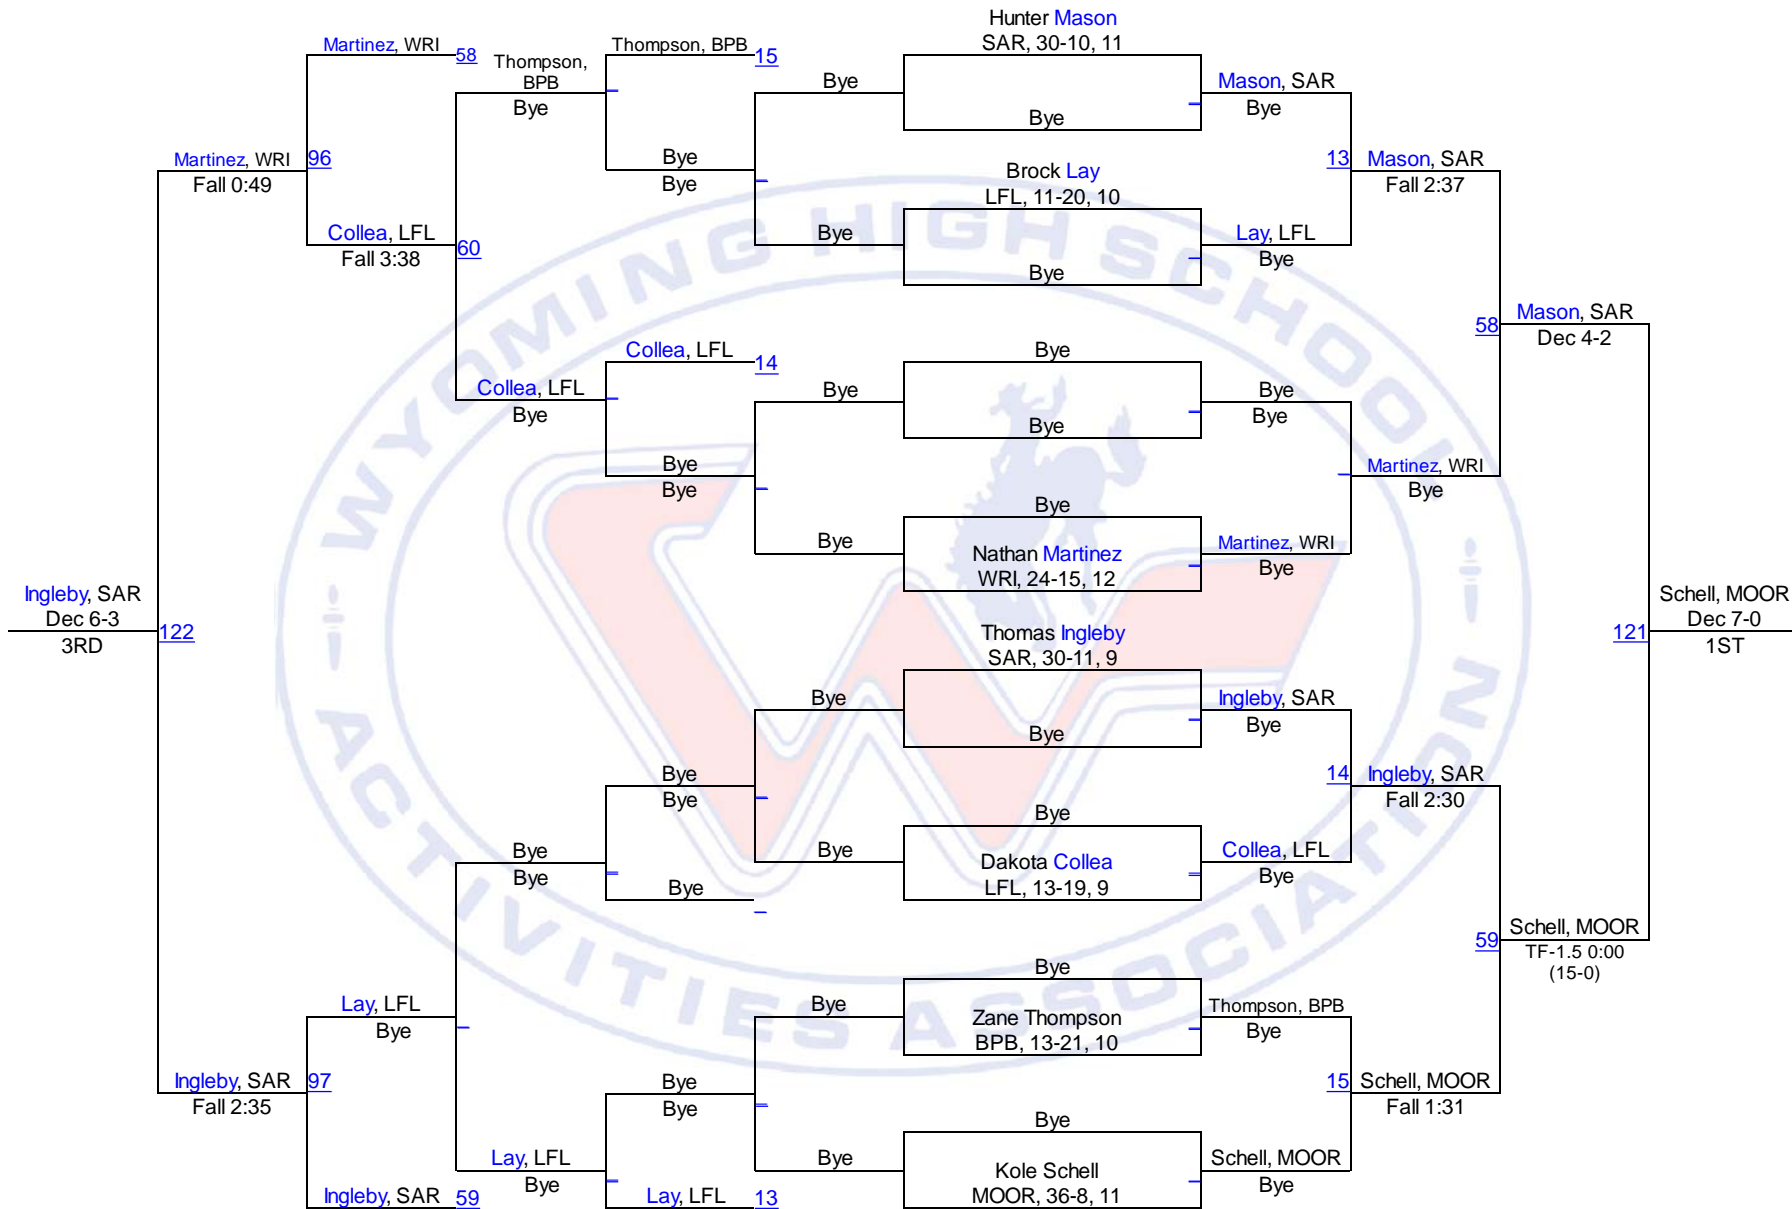 Hunter Mason
SAR, 30-10, 11
Martinez, WRI
58
Thompson, BPB
15
Thompson,
BPB
Bye
Bye
Mason, SAR
Bye
Bye
Martinez, WRI
96
Fall 0:49
Bye
Bye
Brock Lay
LFL, 11-20, 10
13
Mason, SAR
Fall 2:37
Collea, LFL
Fall 3:38
60
Bye
Lay, LFL
Bye
Bye
58
Mason, SAR
Dec 4-2
Collea, LFL
14
Bye
Collea, LFL
Bye
Bye
Bye
Bye
Bye
Bye
Bye
Martinez, WRI
Bye
Bye
Bye
Nathan Martinez
WRI, 24-15, 12
Martinez, WRI
Bye
Ingleby, SAR
Dec 6-3
3RD
122
Thomas Ingleby
SAR, 30-11, 9
121
Schell, MOOR
Dec 7-0
1ST
Bye
Bye
Ingleby, SAR
Bye
Bye
Bye
14
Ingleby, SAR
Fall 2:30
Bye
Bye
Bye
Bye
Dakota Collea
LFL, 13-19, 9
Collea, LFL
Bye
Bye
59
Schell, MOOR
TF-1.5 0:00
(15-0)
Bye
Lay, LFL
Bye
Bye
Zane Thompson
BPB, 13-21, 10
Thompson, BPB
Bye
Ingleby, SAR
97
Fall 2:35
Bye
Bye
15
Schell, MOOR
Fall 1:31
Bye
Lay, LFL
Bye
Bye
Kole Schell
MOOR, 36-8, 11
Schell, MOOR
Bye
Ingleby, SAR
59
Lay, LFL
13
WYOMING HIGH SCHOOL
ACTIVITIES ASSOCIATION